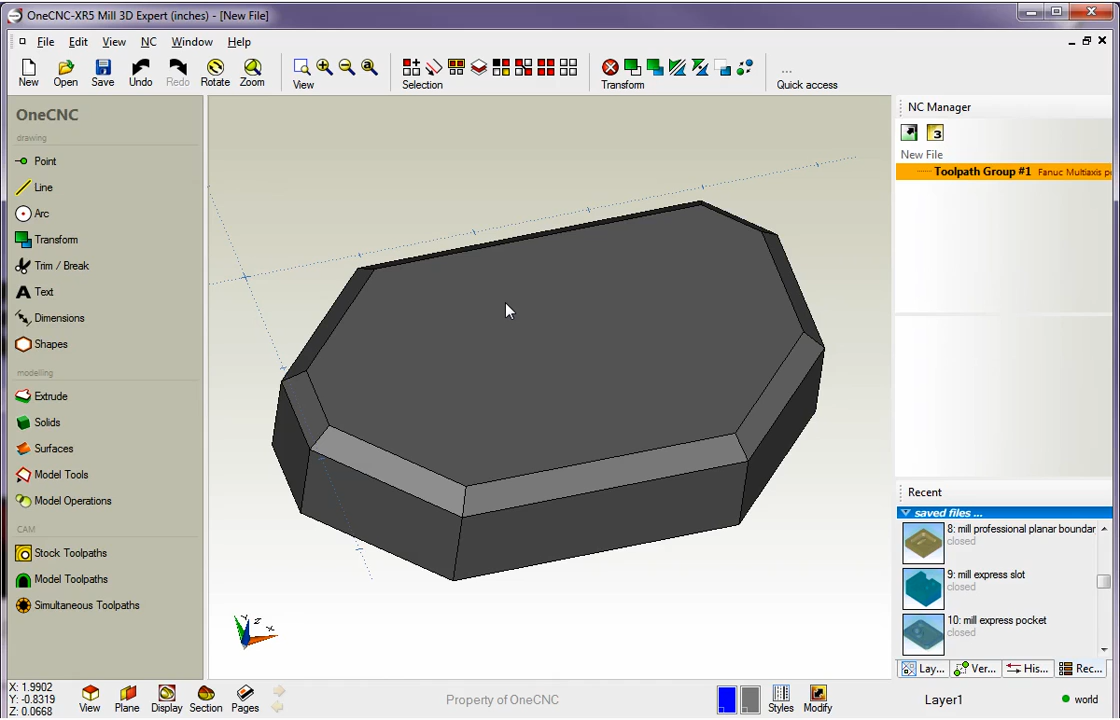 OneCNC-XR5 Mill 3D Expert (inches) - [New File]
File Edit View NC Window Help
New Open Save Undo Redo Rotate Zoom View Selection Transform Quick access
OneCNC
drawing
Point
Line
Arc
Transform
Trim / Break
Text
Dimensions
Shapes
modelling
Extrude
Solids
Surfaces
Model Tools
Model Operations
CAM
Stock Toolpaths
Model Toolpaths
Simultaneous Toolpaths
Y Z X
NC Manager
3
New File
Toolpath Group #1 Fanuc Multiaxis p
Recent
saved files ...
8: mill professional planar boundar
closed
9: mill express slot
closed
10: mill express pocket
closed
Lay... Ver... His... Rec...
X: 1.9902
Y: -0.8319
Z: 0.0668
View Plane Display Section Pages
Property of OneCNC
Styles Modify
Layer1
world